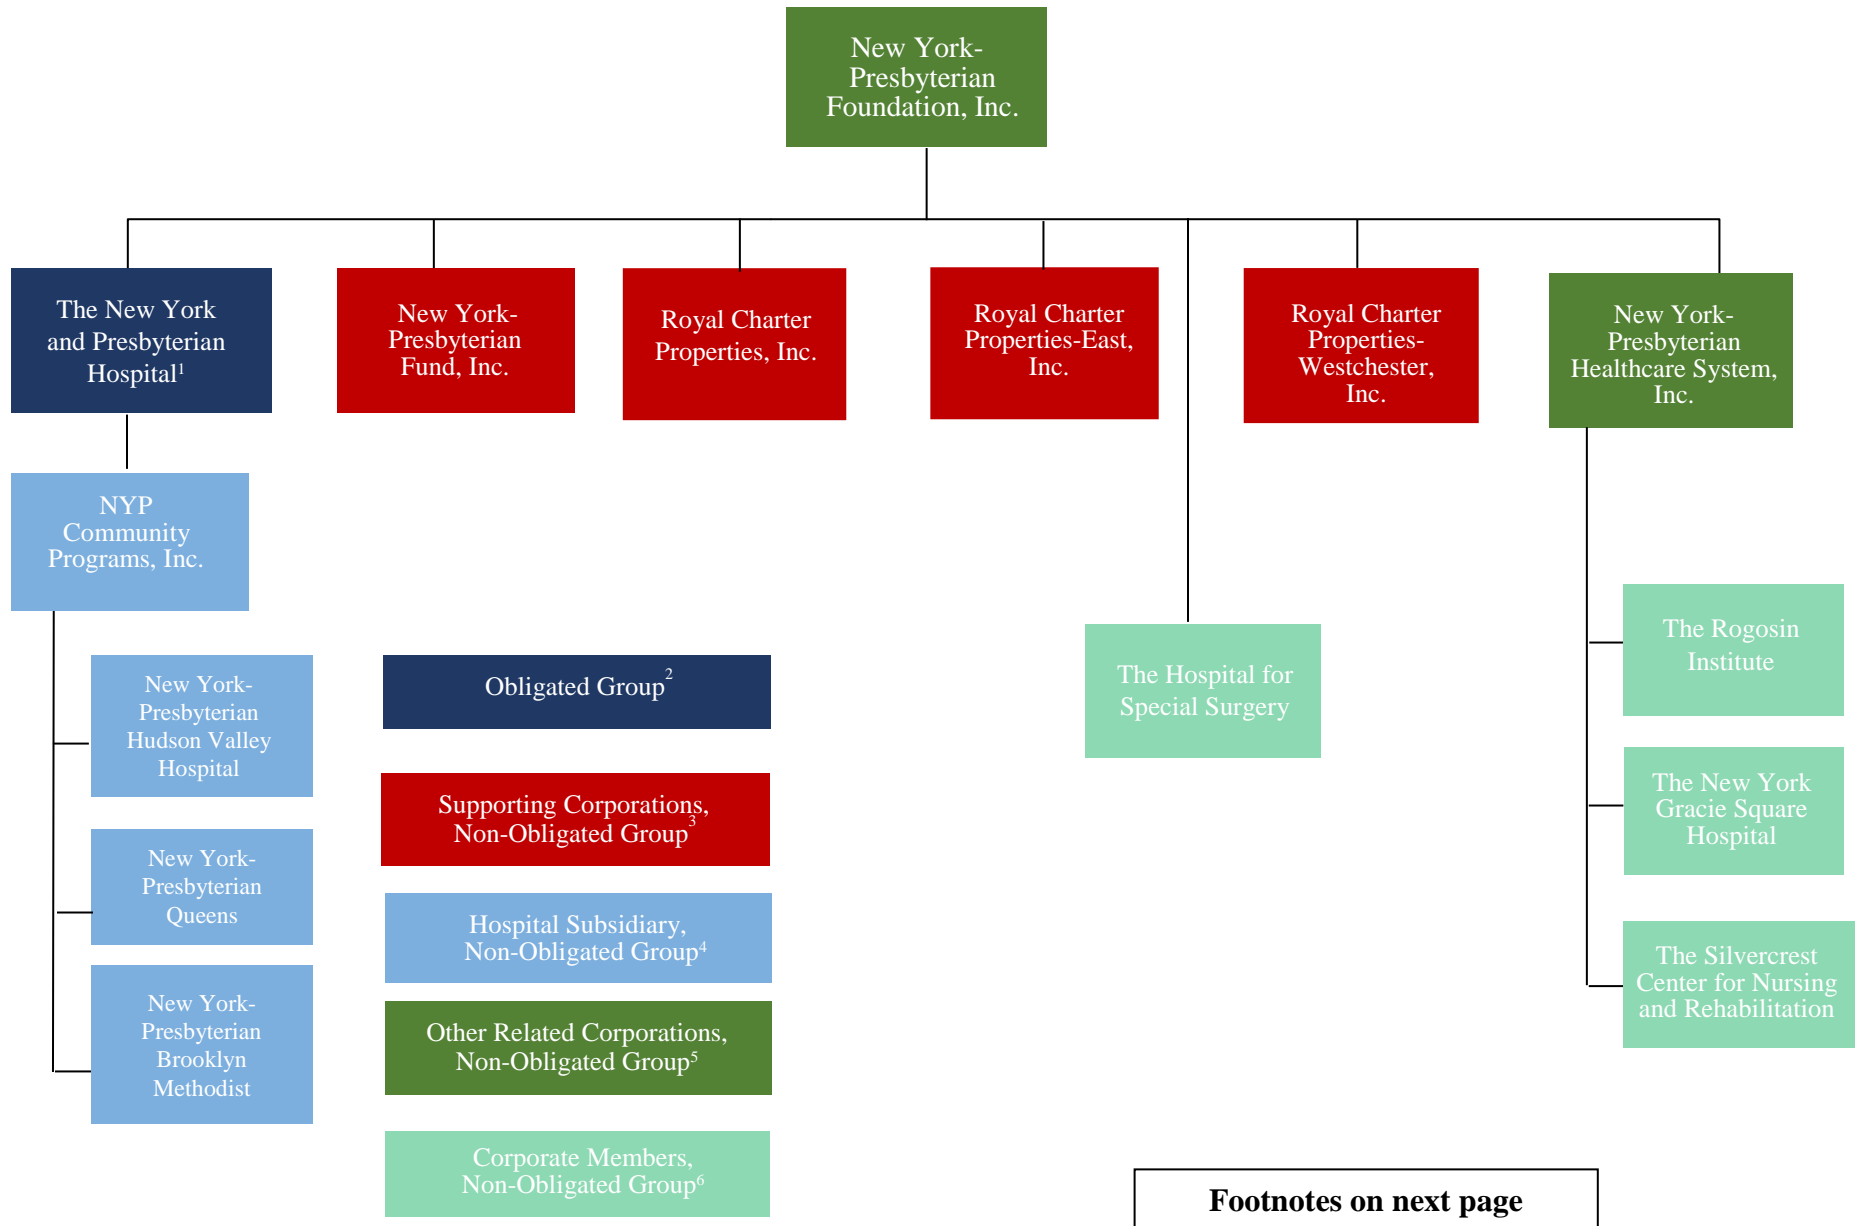 New York-
Presbyterian
Foundation, Inc.
The New York
and Presbyterian
Hospital¹
New York-
Presbyterian
Fund, Inc.
Royal Charter
Properties, Inc.
Royal Charter
Properties-East,
Inc.
Royal Charter
Properties-
Westchester,
Inc.
New York-
Presbyterian
Healthcare System,
Inc.
NYP
Community
Programs, Inc.
New York-
Presbyterian
Hudson Valley
Hospital
New York-
Presbyterian
Queens
New York-
Presbyterian
Brooklyn
Methodist
Obligated Group²
Supporting Corporations,
Non-Obligated Group³
Hospital Subsidiary,
Non-Obligated Group⁴
Other Related Corporations,
Non-Obligated Group⁵
Corporate Members,
Non-Obligated Group⁶
The Hospital for
Special Surgery
The Rogosin
Institute
The New York
Gracie Square
Hospital
The Silvercrest
Center for Nursing
and Rehabilitation
Footnotes on next page